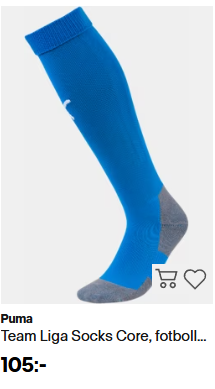 Puma
Team Liga Socks Core, fotboll...
105:-